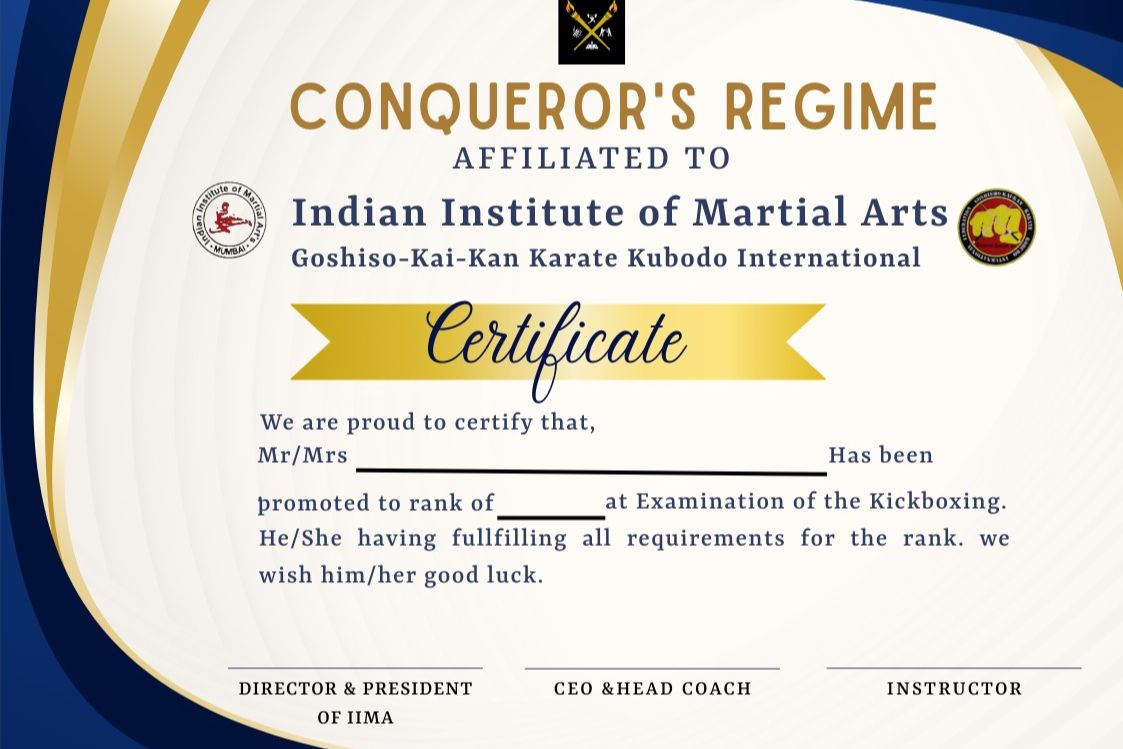 CONQUEROR'S REGIME
AFFILIATED TO
Indian Institute of Martial Arts
· MUMBAI ·
Indian Institute of Martial Arts
Goshiso-Kai-Kan Karate Kubodo International
Certificate
We are proud to certify that,
Mr/Mrs Has been
promoted to rank of at Examination of the Kickboxing.
He/She having fullfilling all requirements for the rank. we
wish him/her good luck.
DIRECTOR & PRESIDENT
OF IIMA
CEO &HEAD COACH
INSTRUCTOR